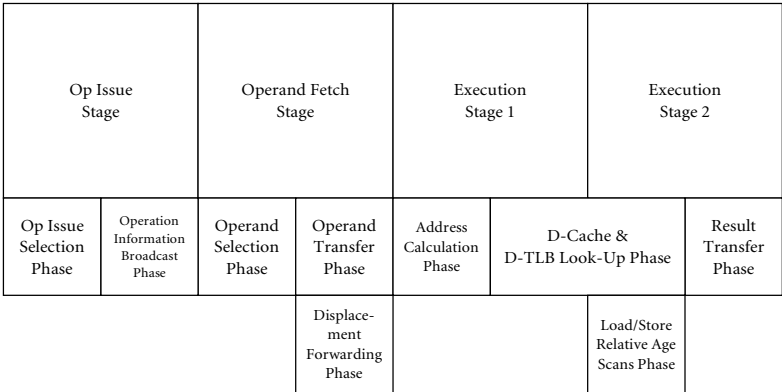 Op Issue
Stage
Operand Fetch
Stage
Execution
Stage 1
Execution
Stage 2
Op Issue
Selection
Phase
Operation
Information
Broadcast
Phase
Operand
Selection
Phase
Operand
Transfer
Phase
Address
Calculation
Phase
D-Cache &
D-TLB Look-Up Phase
Result
Transfer
Phase
Displace-
ment
Forwarding
Phase
Load/Store
Relative Age
Scans Phase